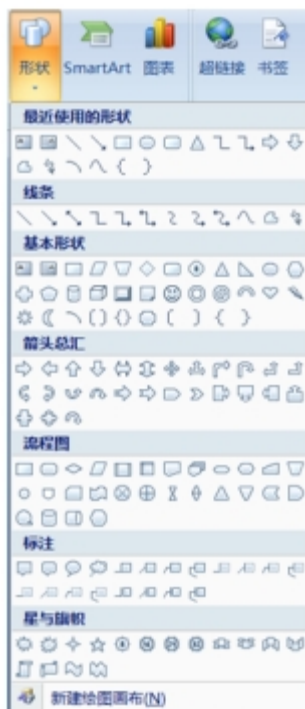 形状 SmartArt 图表 超链接 书签
最近使用的形状
线条
基本形状
箭头总汇
流程图
标注
星与旗帜
新建绘图画布(N)